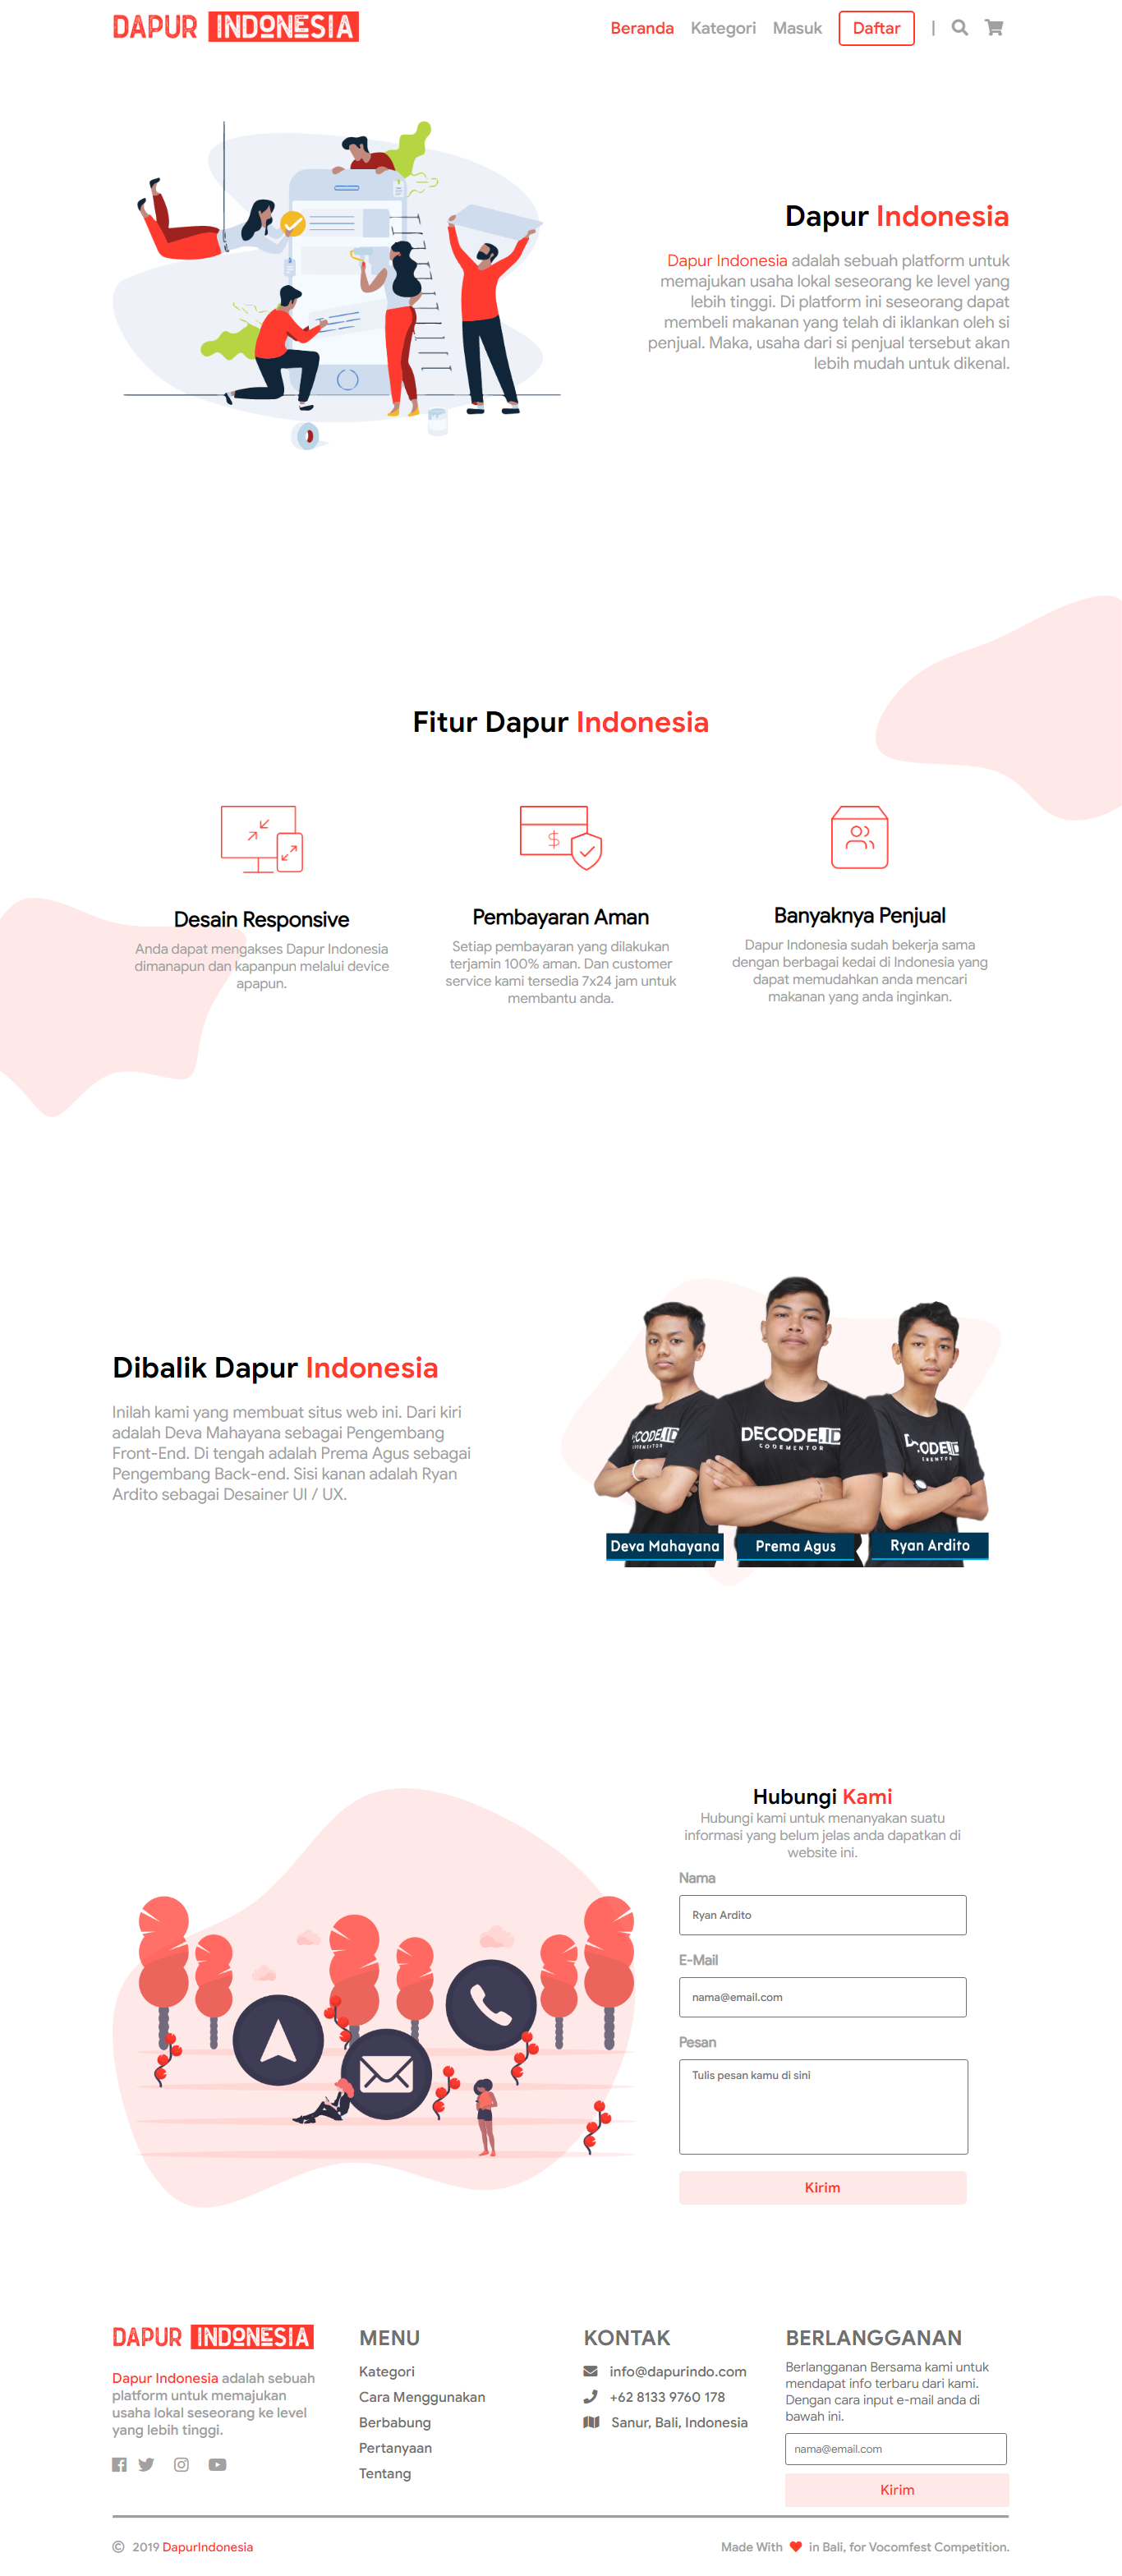 DAPUR INDONESIA
Beranda Kategori Masuk Daftar |
Dapur Indonesia
Dapur Indonesia adalah sebuah platform untuk
memajukan usaha lokal seseorang ke level yang
lebih tinggi. Di platform ini seseorang dapat
membeli makanan yang telah di iklankan oleh si
penjual. Maka, usaha dari si penjual tersebut akan
lebih mudah untuk dikenal.
Fitur Dapur Indonesia
$
Desain Responsive
Anda dapat mengakses Dapur Indonesia
dimanapun dan kapanpun melalui device
apapun.
Pembayaran Aman
Setiap pembayaran yang dilakukan
terjamin 100% aman. Dan customer
service kami tersedia 7x24 jam untuk
membantu anda.
Banyaknya Penjual
Dapur Indonesia sudah bekerja sama
dengan berbagai kedai di Indonesia yang
dapat memudahkan anda mencari
makanan yang anda inginkan.
Dibalik Dapur Indonesia
Inilah kami yang membuat situs web ini. Dari kiri
adalah Deva Mahayana sebagai Pengembang
Front-End. Di tengah adalah Prema Agus sebagai
Pengembang Back-end. Sisi kanan adalah Ryan
Ardito sebagai Desainer UI / UX.
DECODE.ID
CODEMENTOR
Deva Mahayana
Prema Agus
Ryan Ardito
Hubungi Kami
Hubungi kami untuk menanyakan suatu
informasi yang belum jelas anda dapatkan di
website ini.
Nama
Ryan Ardito
E-Mail
nama@email.com
Pesan
Tulis pesan kamu di sini
Kirim
DAPUR INDONESIA
Dapur Indonesia adalah sebuah
platform untuk memajukan
usaha lokal seseorang ke level
yang lebih tinggi.
MENU
Kategori
Cara Menggunakan
Berbabung
Pertanyaan
Tentang
KONTAK
info@dapurindo.com
+62 8133 9760 178
Sanur, Bali, Indonesia
BERLANGGANAN
Berlangganan Bersama kami untuk
mendapat info terbaru dari kami.
Dengan cara input e-mail anda di
bawah ini.
nama@email.com
Kirim
© 2019 DapurIndonesia
Made With ❤ in Bali, for Vocomfest Competition.